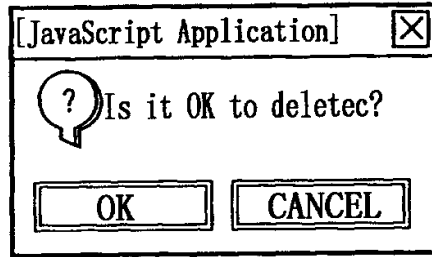 [JavaScript Application]
? Is it OK to deletec?
OK CANCEL